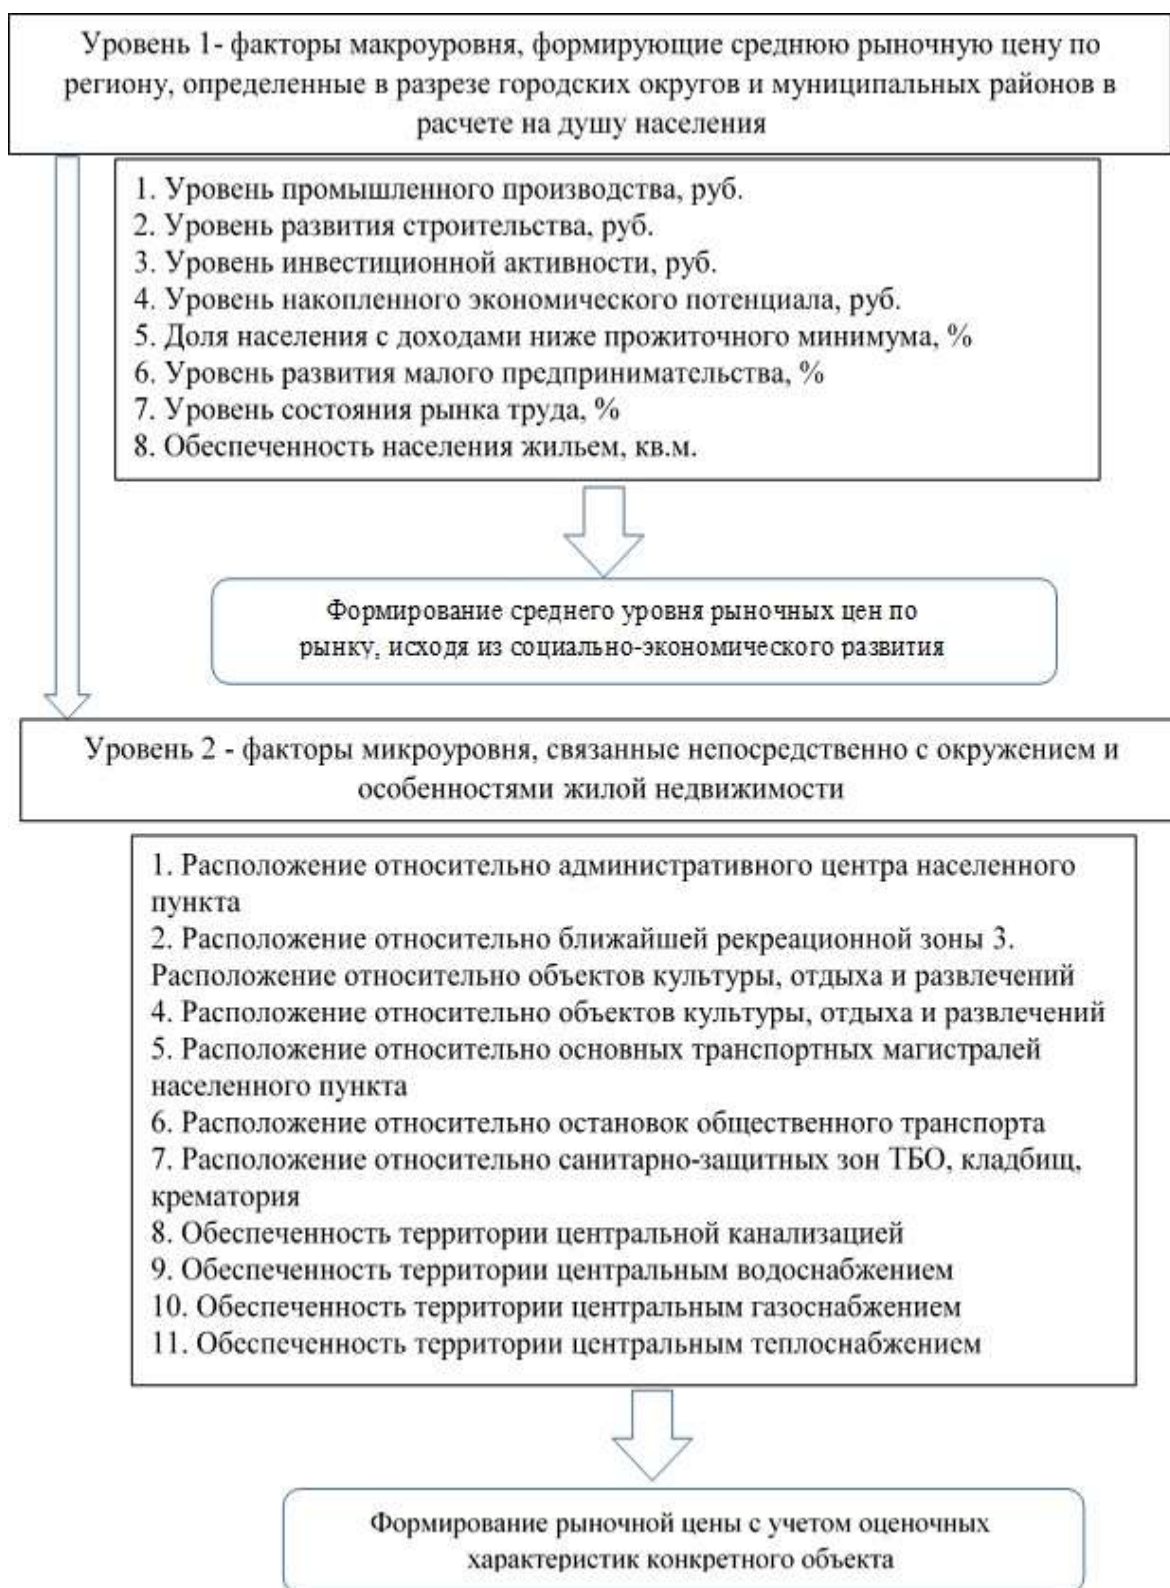 Уровень 1- факторы макроуровня, формирующие среднюю рыночную цену по
региону, определенные в разрезе городских округов и муниципальных районов в
расчете на душу населения
1. Уровень промышленного производства, руб.
2. Уровень развития строительства, руб.
3. Уровень инвестиционной активности, руб.
4. Уровень накопленного экономического потенциала, руб.
5. Доля населения с доходами ниже прожиточного минимума, %
6. Уровень развития малого предпринимательства, %
7. Уровень состояния рынка труда, %
8. Обеспеченность населения жильем, кв.м.
Формирование среднего уровня рыночных цен по
рынку, исходя из социально-экономического развития
Уровень 2 - факторы микроуровня, связанные непосредственно с окружением и
особенностями жилой недвижимости
1. Расположение относительно административного центра населенного
пункта
2. Расположение относительно ближайшей рекреационной зоны 3.
Расположение относительно объектов культуры, отдыха и развлечений
4. Расположение относительно объектов культуры, отдыха и развлечений
5. Расположение относительно основных транспортных магистралей
населенного пункта
6. Расположение относительно остановок общественного транспорта
7. Расположение относительно санитарно-защитных зон ТБО, кладбищ,
крематория
8. Обеспеченность территории центральной канализацией
9. Обеспеченность территории центральным водоснабжением
10. Обеспеченность территории центральным газоснабжением
11. Обеспеченность территории центральным теплоснабжением
Формирование рыночной цены с учетом оценочных
характеристик конкретного объекта